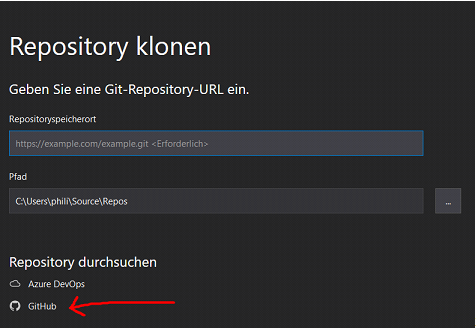 Repository klonen
Geben Sie eine Git-Repository-URL ein.
Repositoryspeicherort
https://example.com/example.git <Erforderlich>
Pfad
C:\Users\phili\Source\Repos
...
Repository durchsuchen
Azure DevOps
GitHub